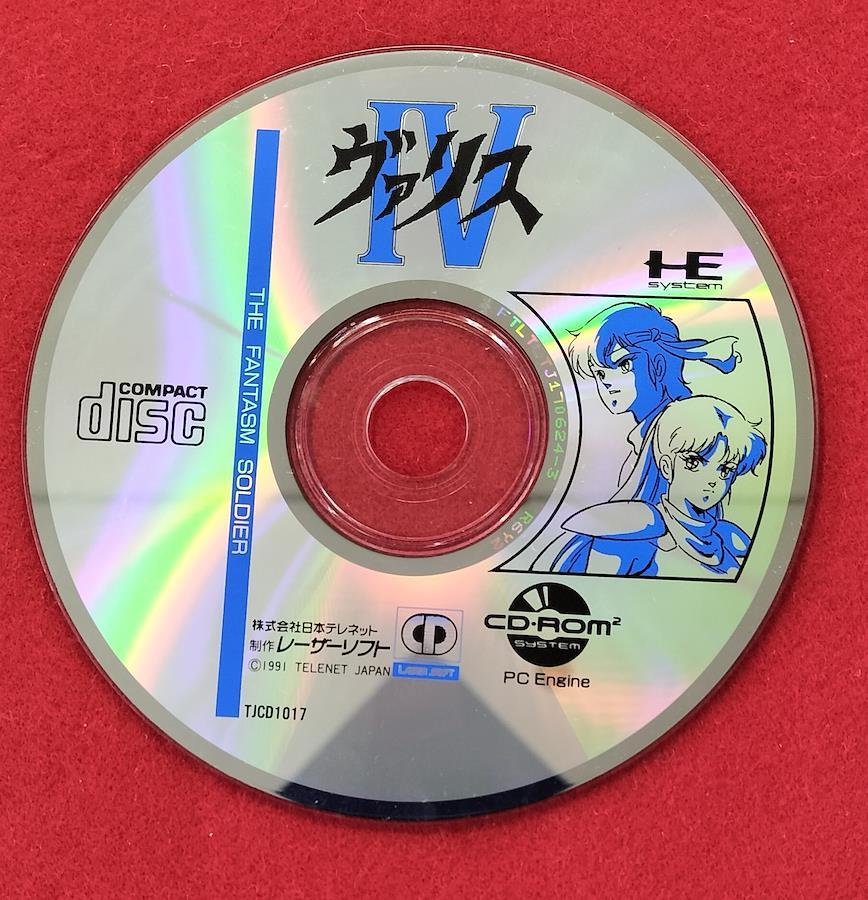 IV
ヴァリス
HE
system
THE FANTASM SOLDIER
COMPACT
disc
株式会社日本テレネット
制作 レーザーソフト
©1991 TELENET JAPAN
LASER SOFT
TJCD1017
CD-ROM²
SYSTEM
PC Engine